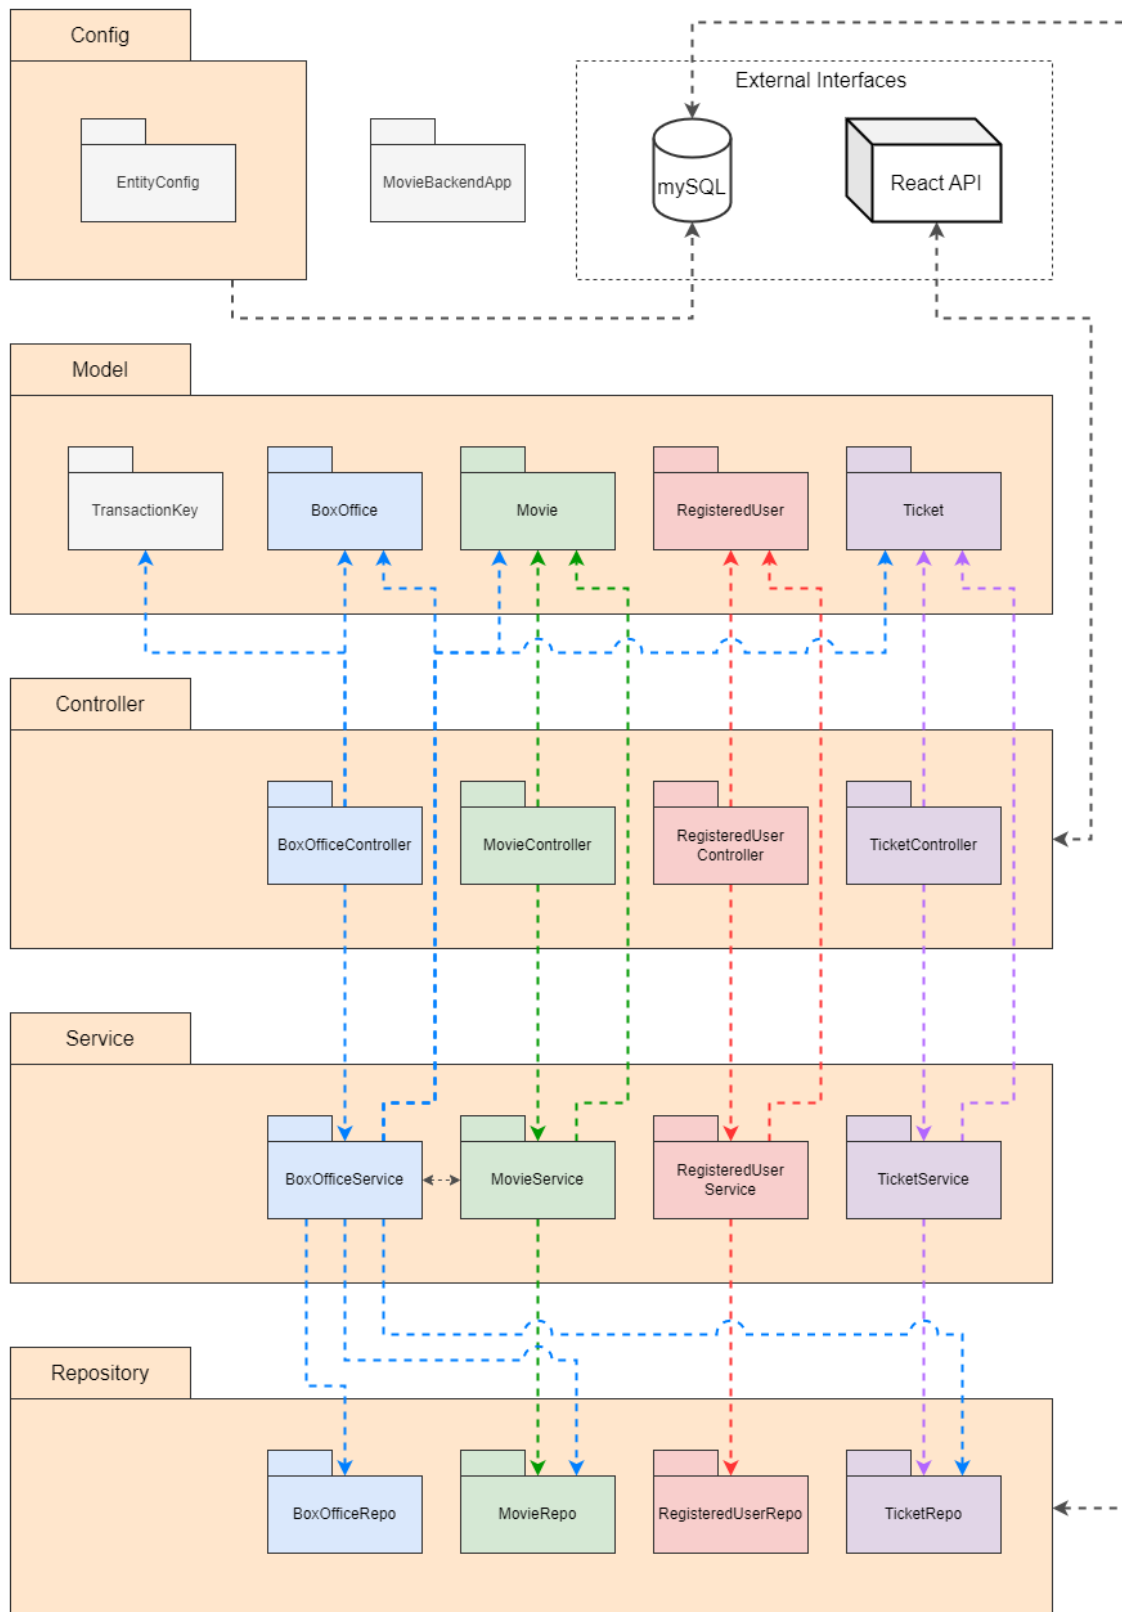 Config
External Interfaces
EntityConfig
MovieBackendApp
mySQL
React API
Model
TransactionKey
BoxOffice
Movie
RegisteredUser
Ticket
Controller
BoxOfficeController
MovieController
RegisteredUser
Controller
TicketController
Service
BoxOfficeService
MovieService
RegisteredUser
Service
TicketService
Repository
BoxOfficeRepo
MovieRepo
RegisteredUserRepo
TicketRepo